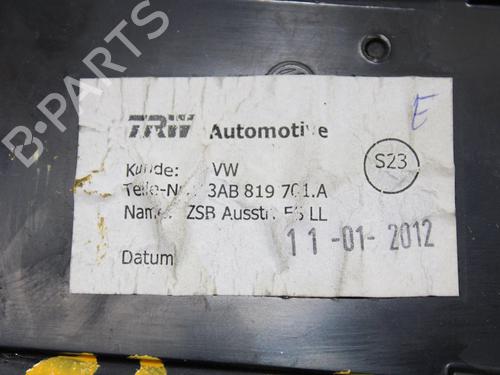 TRW Automotive
E
Kunde: VW
S23
Teile-Nr.: 3AB 819 701.A
Name: ZSB Ausstr. FS LL
11-01-2012
Datum
B-PARTS